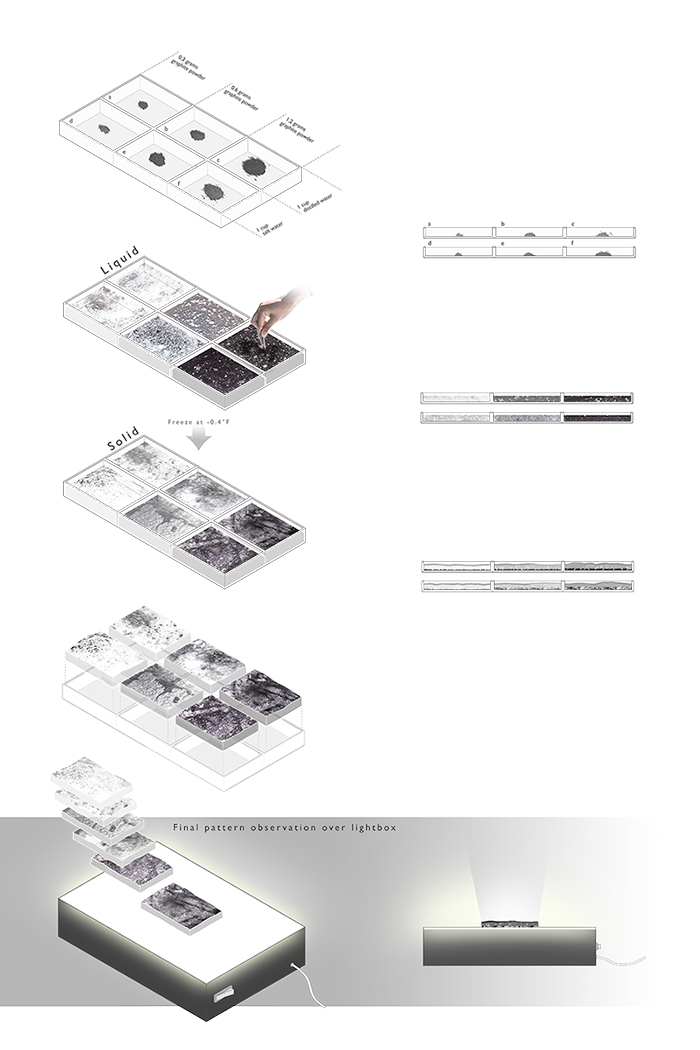 0.3 grams
graphite powder
0.6 grams
graphite powder
1.2 grams
graphite powder
a
d
b
e
c
f
1 cup
distilled water
1 cup
salt water
a b c
d e f
Liquid
Freeze at -0.4°F
Solid
Final pattern observation over lightbox